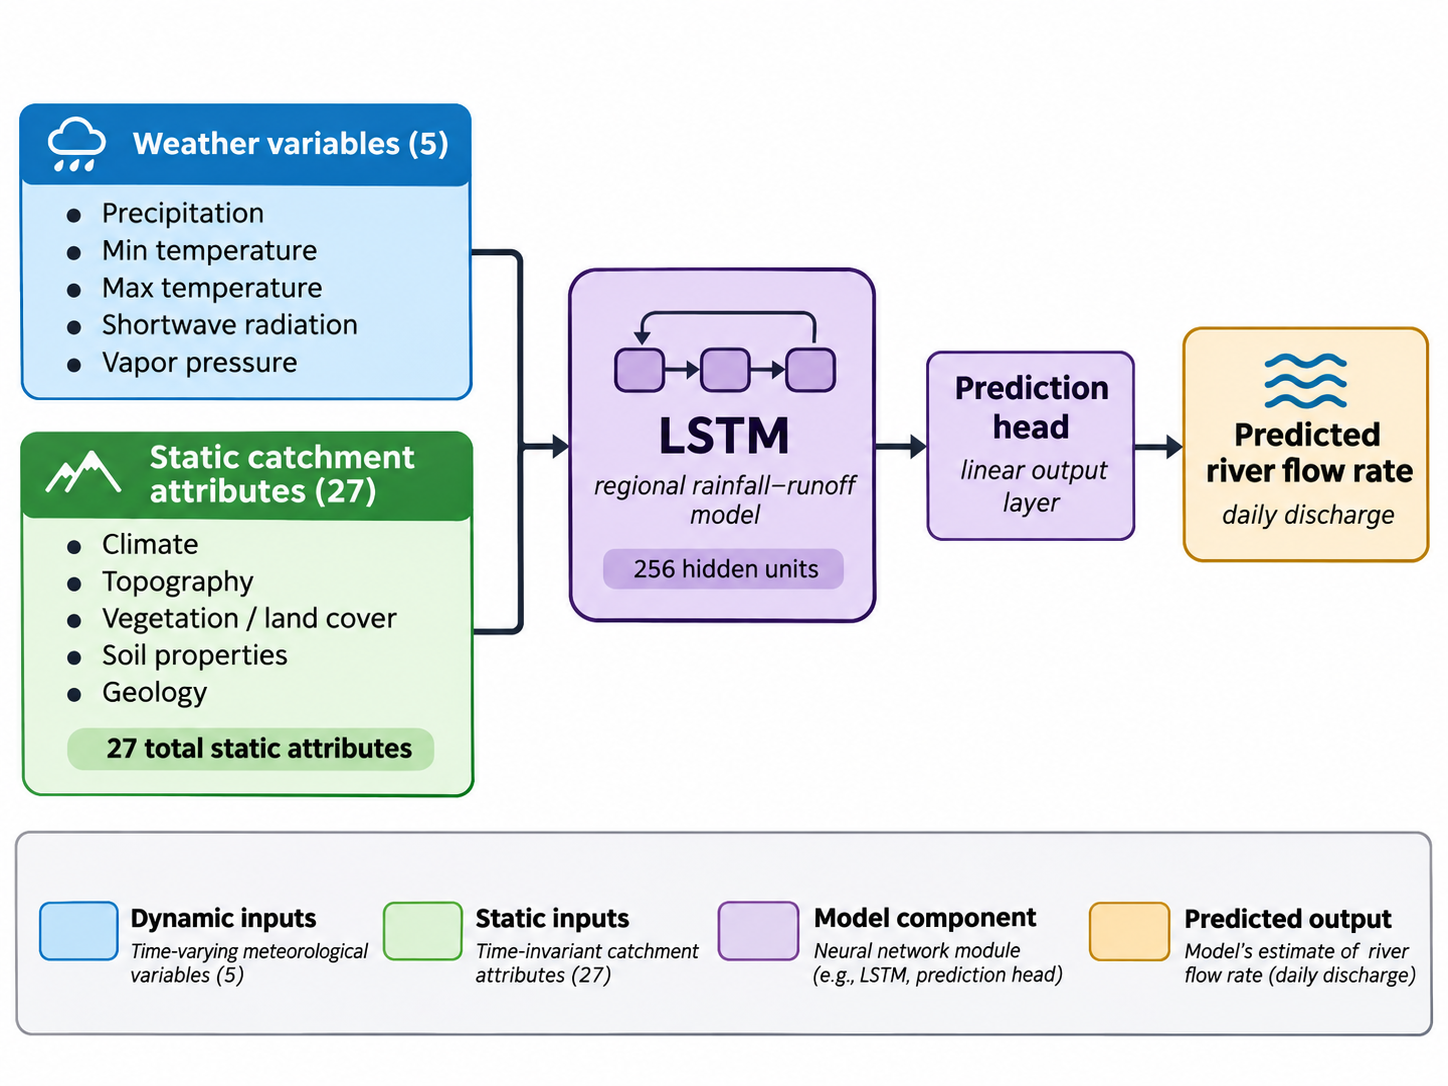 Weather variables (5)
Precipitation
Min temperature
Max temperature
Shortwave radiation
Vapor pressure
Static catchment
attributes (27)
Climate
Topography
Vegetation / land cover
Soil properties
Geology
27 total static attributes
LSTM
regional rainfall–runoff
model
256 hidden units
Prediction
head
linear output
layer
Predicted
river flow rate
daily discharge
Dynamic inputs
Time-varying meteorological
variables (5)
Static inputs
Time-invariant catchment
attributes (27)
Model component
Neural network module
(e.g., LSTM, prediction head)
Predicted output
Model's estimate of river
flow rate (daily discharge)